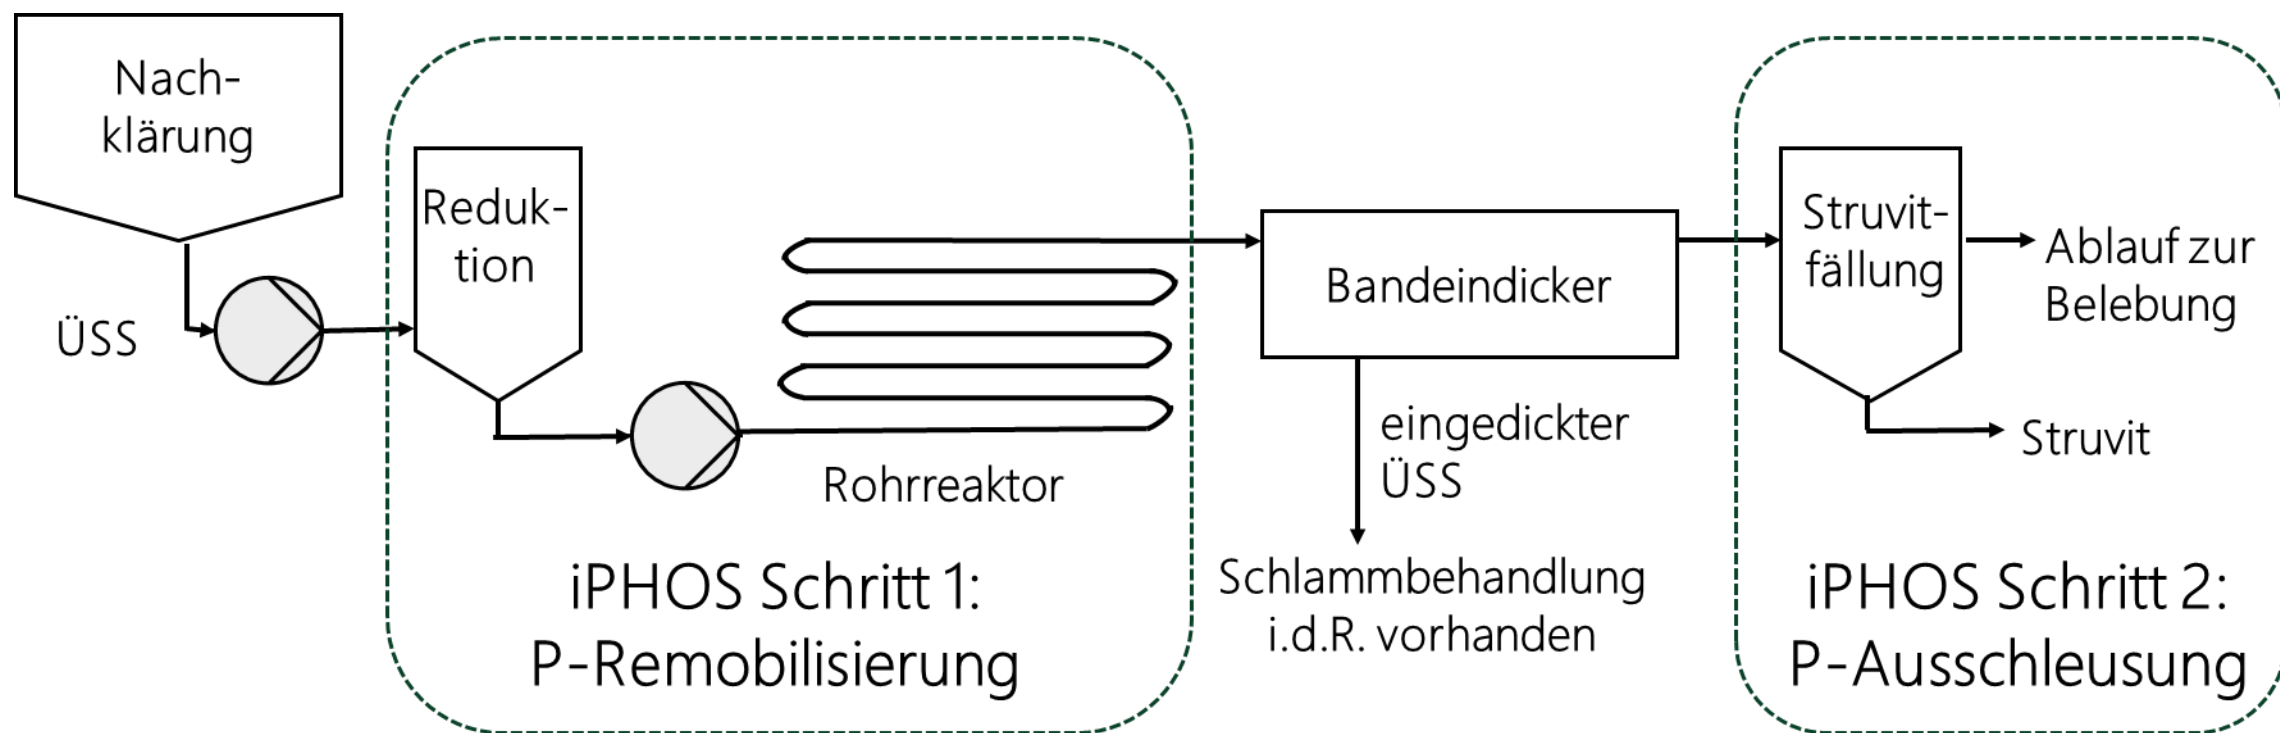 Nach-
klärung
ÜSS
Reduk-
tion
Rohrreaktor
iPHOS Schritt 1:
P-Remobilisierung
Bandeindicker
eingedickter
ÜSS
Schlammbehandlung
i.d.R. vorhanden
Struvit-
fällung
Ablauf zur
Belebung
Struvit
iPHOS Schritt 2:
P-Ausschleusung